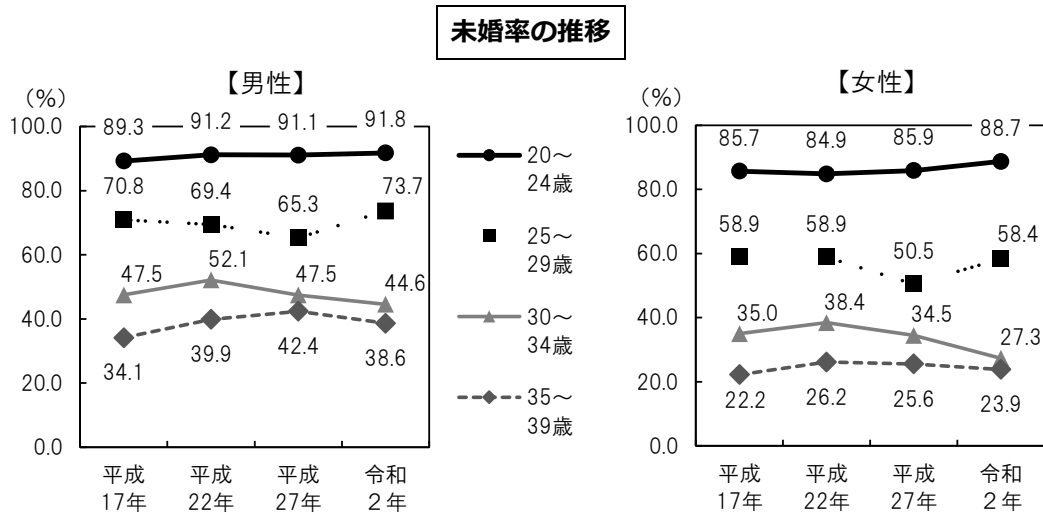 未婚率の推移
【男性】
(%)
100.0
80.0
60.0
40.0
20.0
0.0
89.3 91.2 91.1 91.8
70.8 69.4 65.3 73.7
47.5 52.1 47.5 44.6
34.1 39.9 42.4 38.6
平成 平成 平成 令和
17年 22年 27年 2年
20～
24歳
25～
29歳
30～
34歳
35～
39歳
【女性】
(%)
100.0
80.0
60.0
40.0
20.0
0.0
85.7 84.9 85.9 88.7
58.9 58.9 50.5 58.4
35.0 38.4 34.5 27.3
22.2 26.2 25.6 23.9
平成 平成 平成 令和
17年 22年 27年 2年